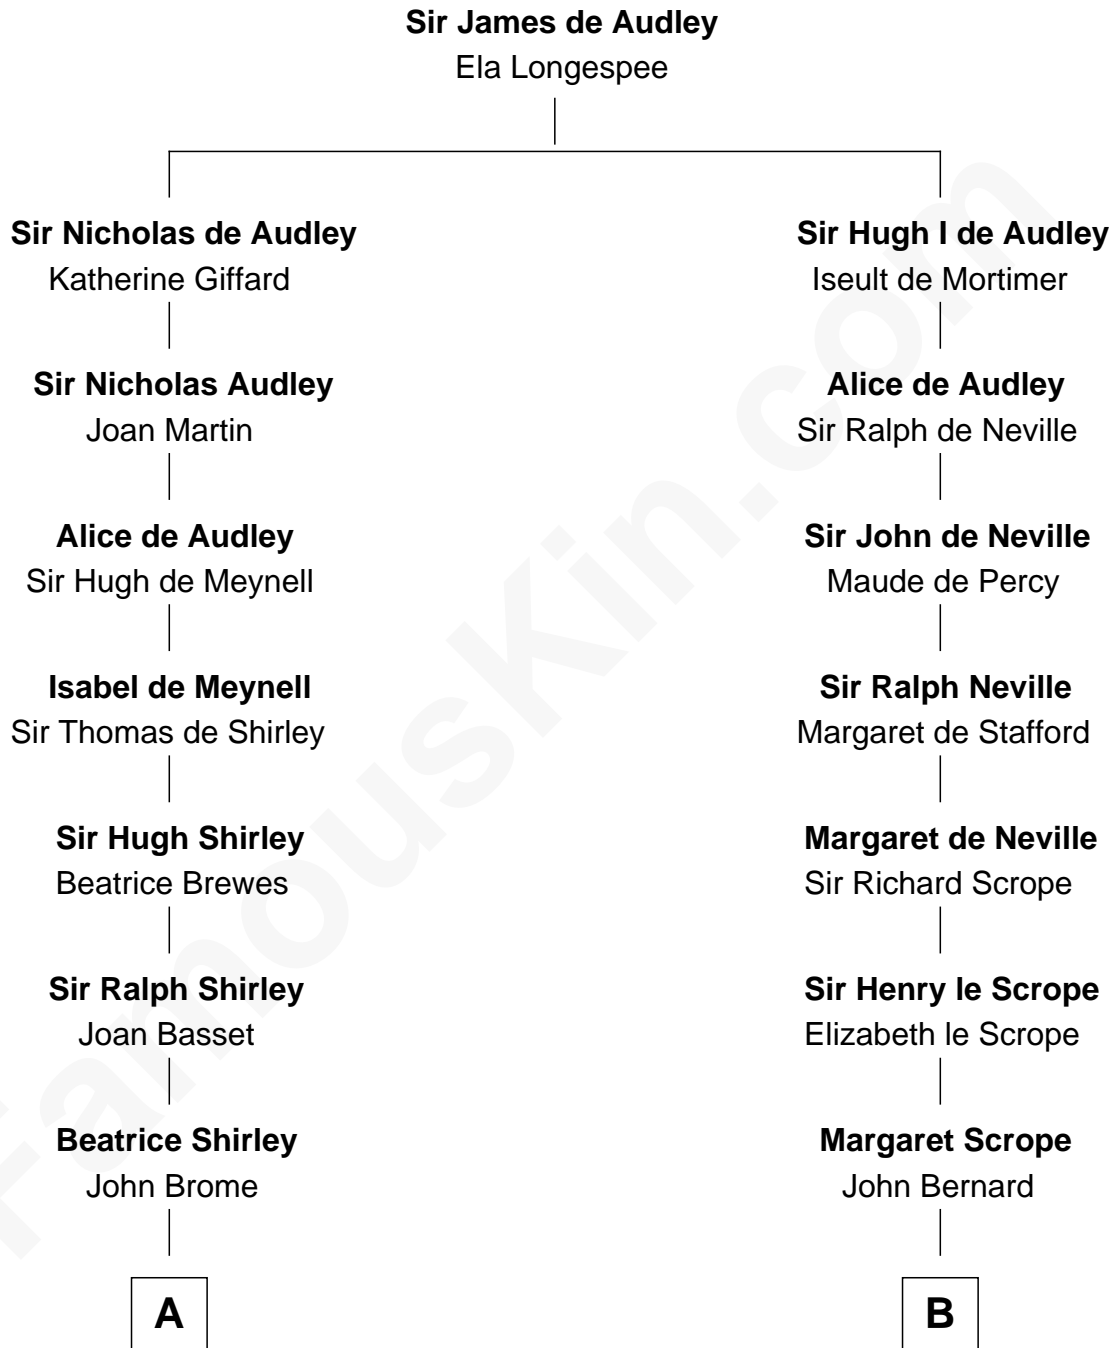 Sir James de Audley
Ela Longespee
Sir Nicholas de Audley
Katherine Giffard
Sir Hugh I de Audley
Iseult de Mortimer
Sir Nicholas Audley
Joan Martin
Alice de Audley
Sir Ralph de Neville
Alice de Audley
Sir Hugh de Meynell
Sir John de Neville
Maude de Percy
Isabel de Meynell
Sir Thomas de Shirley
Sir Ralph Neville
Margaret de Stafford
Sir Hugh Shirley
Beatrice Brewes
Margaret de Neville
Sir Richard Scrope
Sir Ralph Shirley
Joan Basset
Sir Henry le Scrope
Elizabeth le Scrope
Beatrice Shirley
John Brome
Margaret Scrope
John Bernard
A
B
FamousKin.com